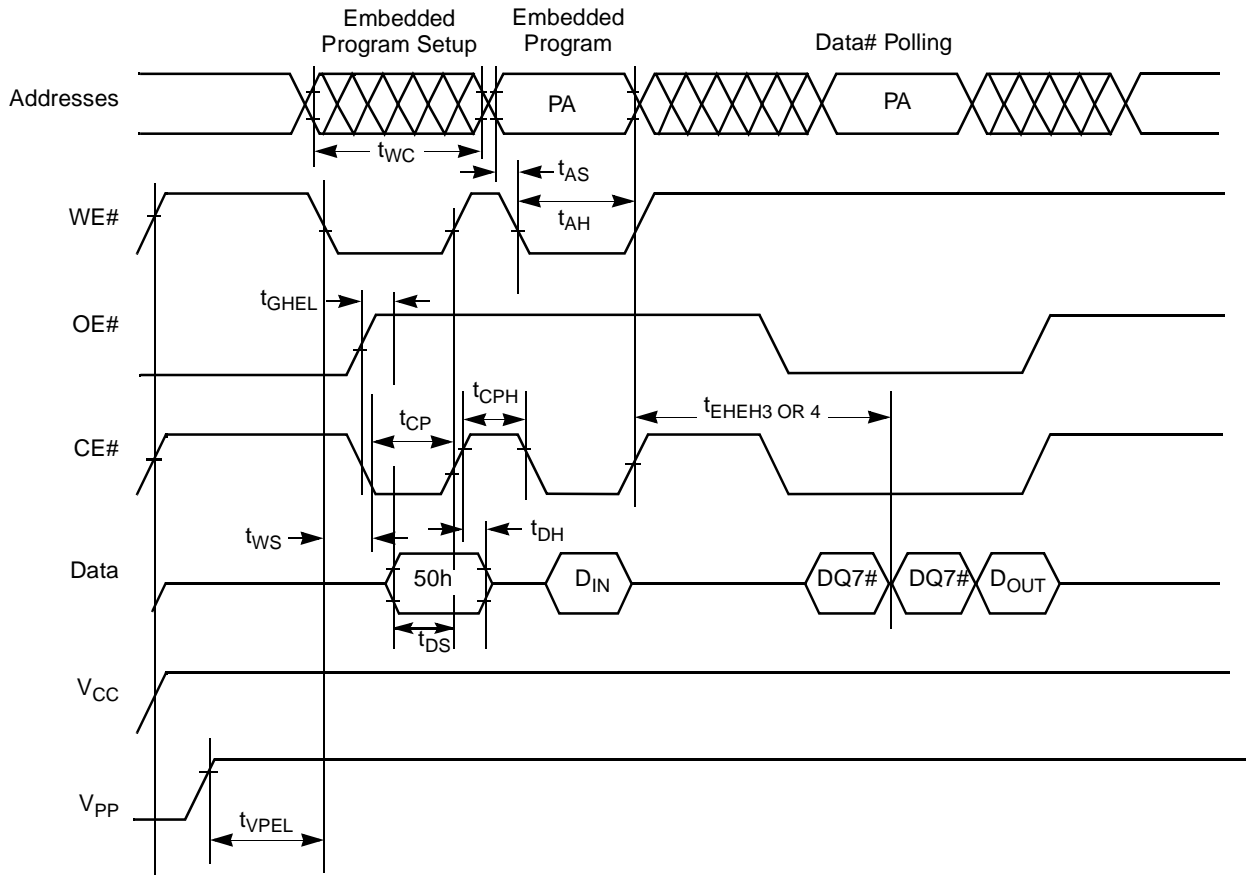 Embedded
Program Setup
Embedded
Program
Data# Polling
Addresses
PA
PA
tWC
tAS
WE#
tAH
tGHEL
OE#
tCPH
tCP
tEHEH3 OR 4
CE#
tWS
tDH
Data
50h
DIN
DQ7#
DQ7#
DOUT
tDS
VCC
VPP
tVPEL